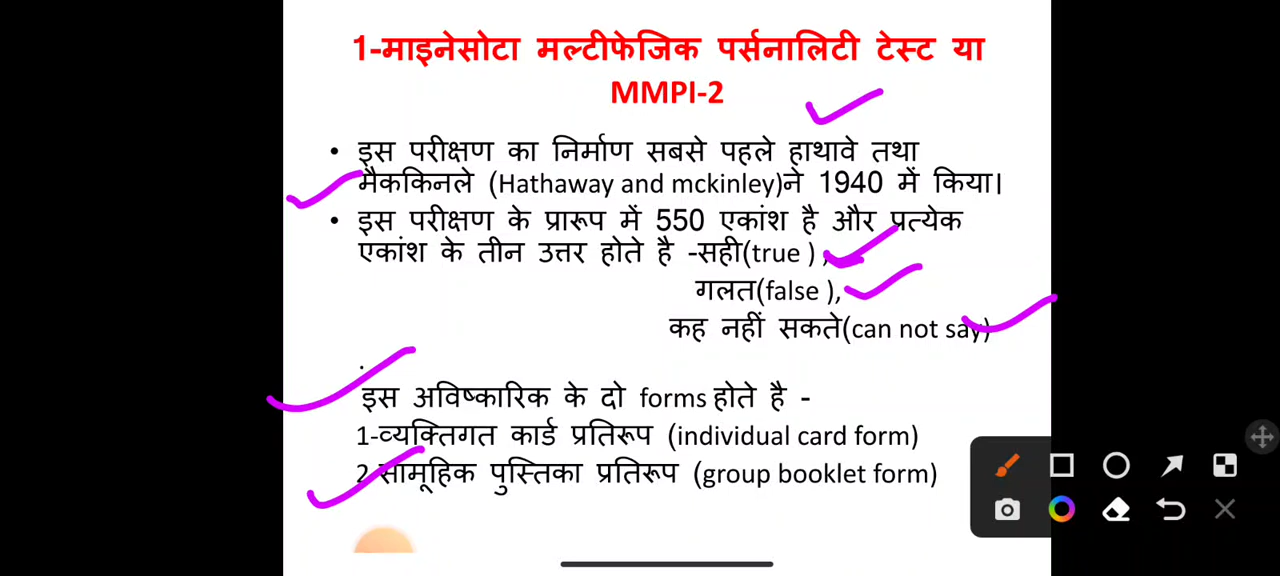 1-माइनेसोटा मल्टीफेजिक पर्सनालिटी टेस्ट या
MMPI-2
• इस परीक्षण का निर्माण सबसे पहले हाथावे तथा
मैककिनले (Hathaway and mckinley)ने 1940 में किया।
• इस परीक्षण के प्रारूप में 550 एकांश है और प्रत्येक
एकांश के तीन उत्तर होते है -सही(true ),
गलत(false ),
कह नहीं सकते(can not say)
.
इस अविष्कारिक के दो forms होते है -
1-व्यक्तिगत कार्ड प्रतिरूप (individual card form)
2-सामूहिक पुस्तिका प्रतिरूप (group booklet form)